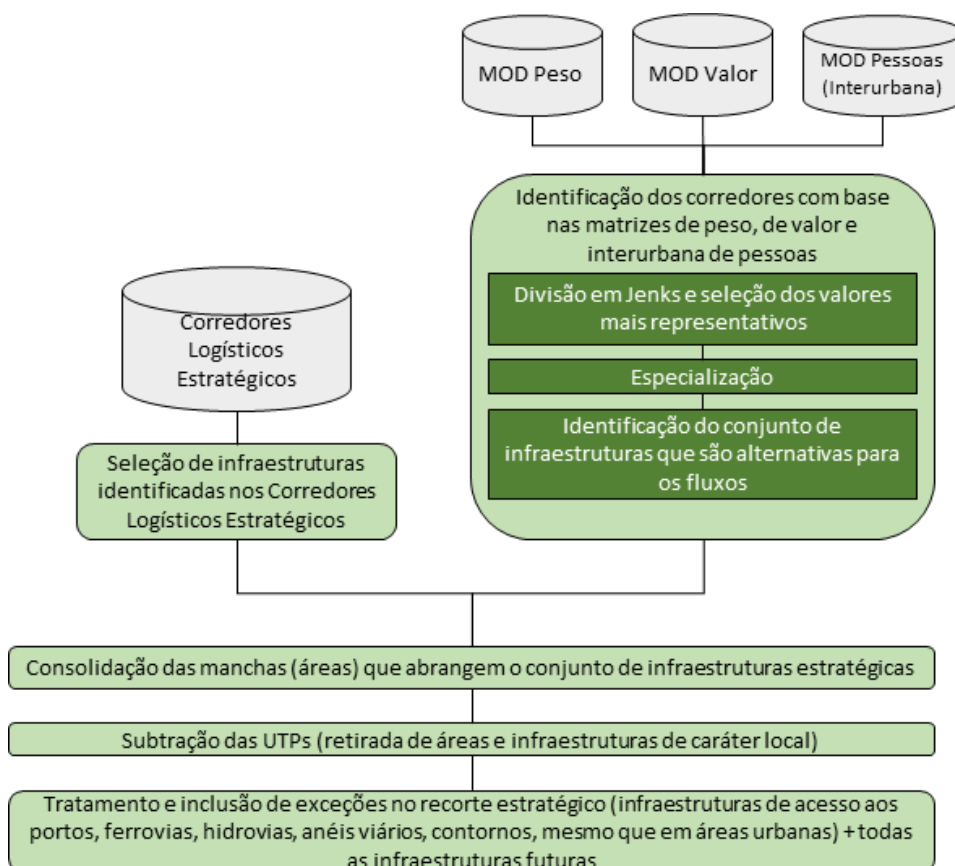 MOD Peso
MOD Valor
MOD Pessoas
(Interurbana)
Identificação dos corredores com base
nas matrizes de peso, de valor e
interurbana de pessoas
Divisão em Jenks e seleção dos valores
mais representativos
Especialização
Identificação do conjunto de
infraestruturas que são alternativas para
os fluxos
Corredores
Logísticos
Estratégicos
Seleção de infraestruturas
identificadas nos Corredores
Logísticos Estratégicos
Consolidação das manchas (áreas) que abrangem o conjunto de infraestruturas estratégicas
Subtração das UTPs (retirada de áreas e infraestruturas de caráter local)
Tratamento e inclusão de exceções no recorte estratégico (infraestruturas de acesso aos
portos, ferrovias, hidrovias, anéis viários, contornos, mesmo que em áreas urbanas) + todas
as infraestruturas futuras